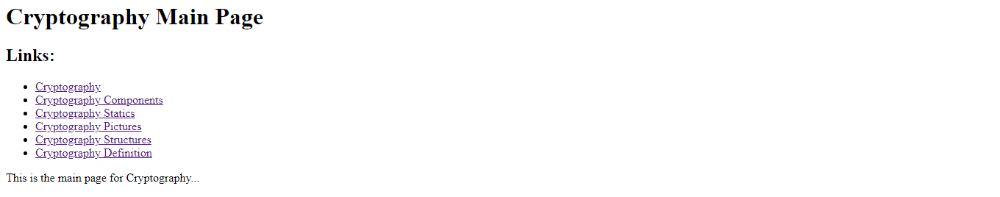 Cryptography Main Page
Links:
Cryptography
Cryptography Components
Cryptography Statics
Cryptography Pictures
Cryptography Structures
Cryptography Definition
This is the main page for Cryptography...